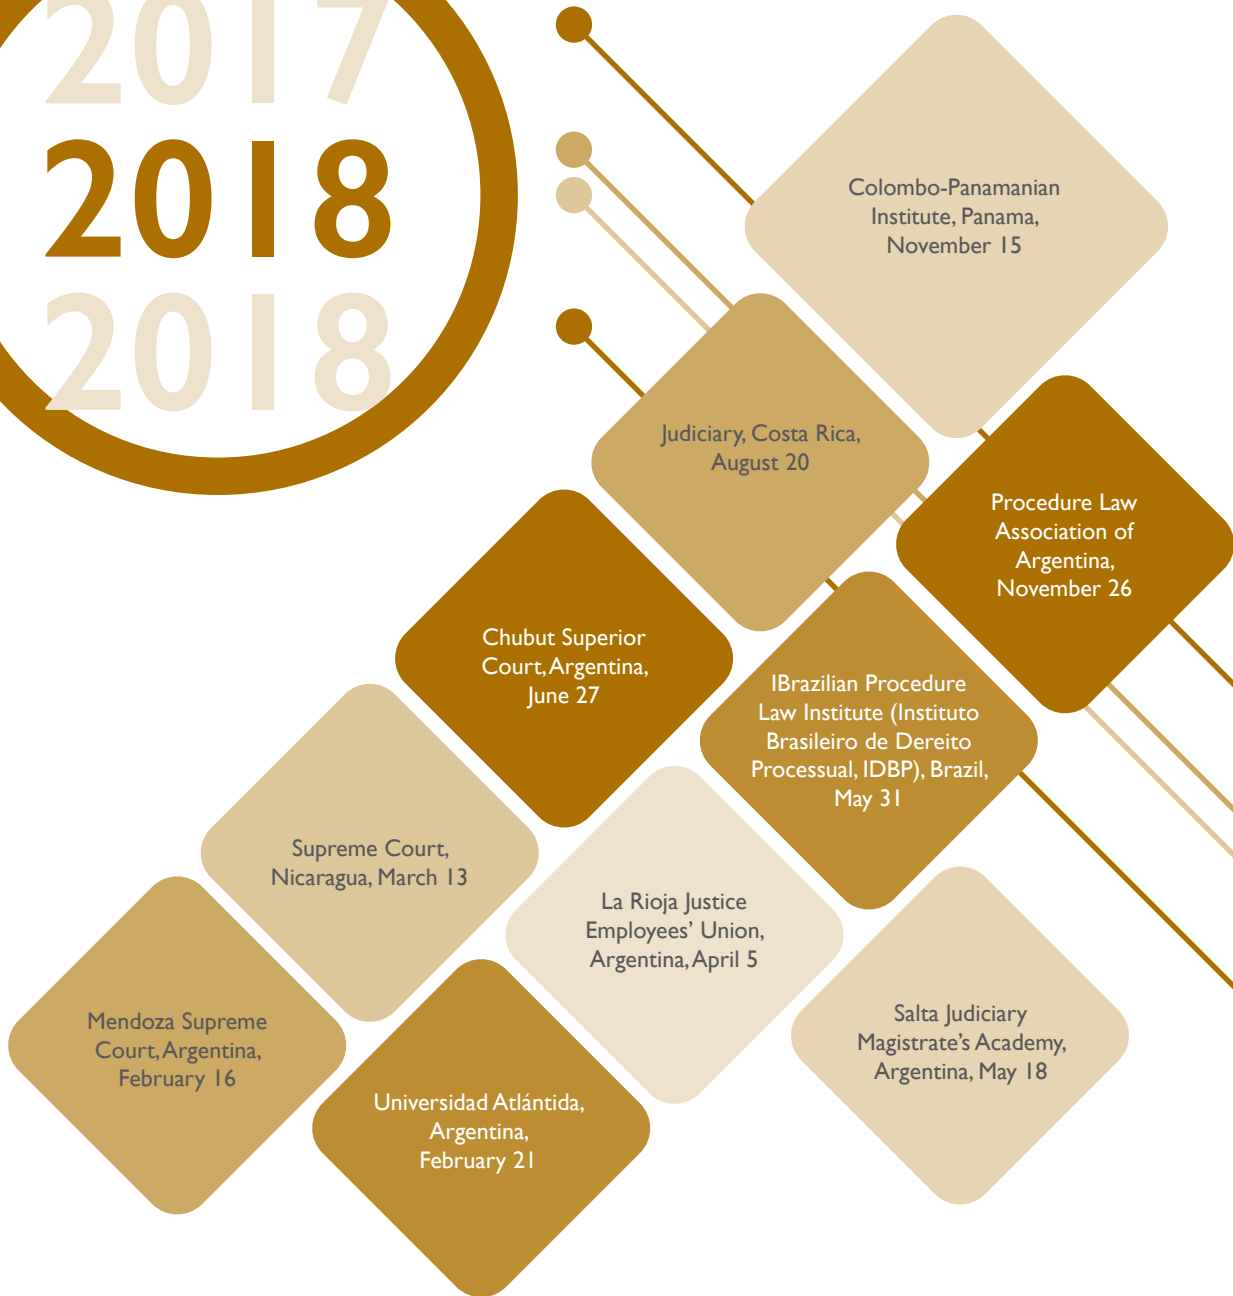 2017
2018
2018
Colombo-Panamanian
Institute, Panama,
November 15
Judiciary, Costa Rica,
August 20
Procedure Law
Association of
Argentina,
November 26
Chubut Superior
Court, Argentina,
June 27
IBrazilian Procedure
Law Institute (Instituto
Brasileiro de Dereito
Processual, IDBP), Brazil,
May 31
Supreme Court,
Nicaragua, March 13
La Rioja Justice
Employees’ Union,
Argentina, April 5
Mendoza Supreme
Court, Argentina,
February 16
Salta Judiciary
Magistrate’s Academy,
Argentina, May 18
Universidad Atlántida,
Argentina,
February 21